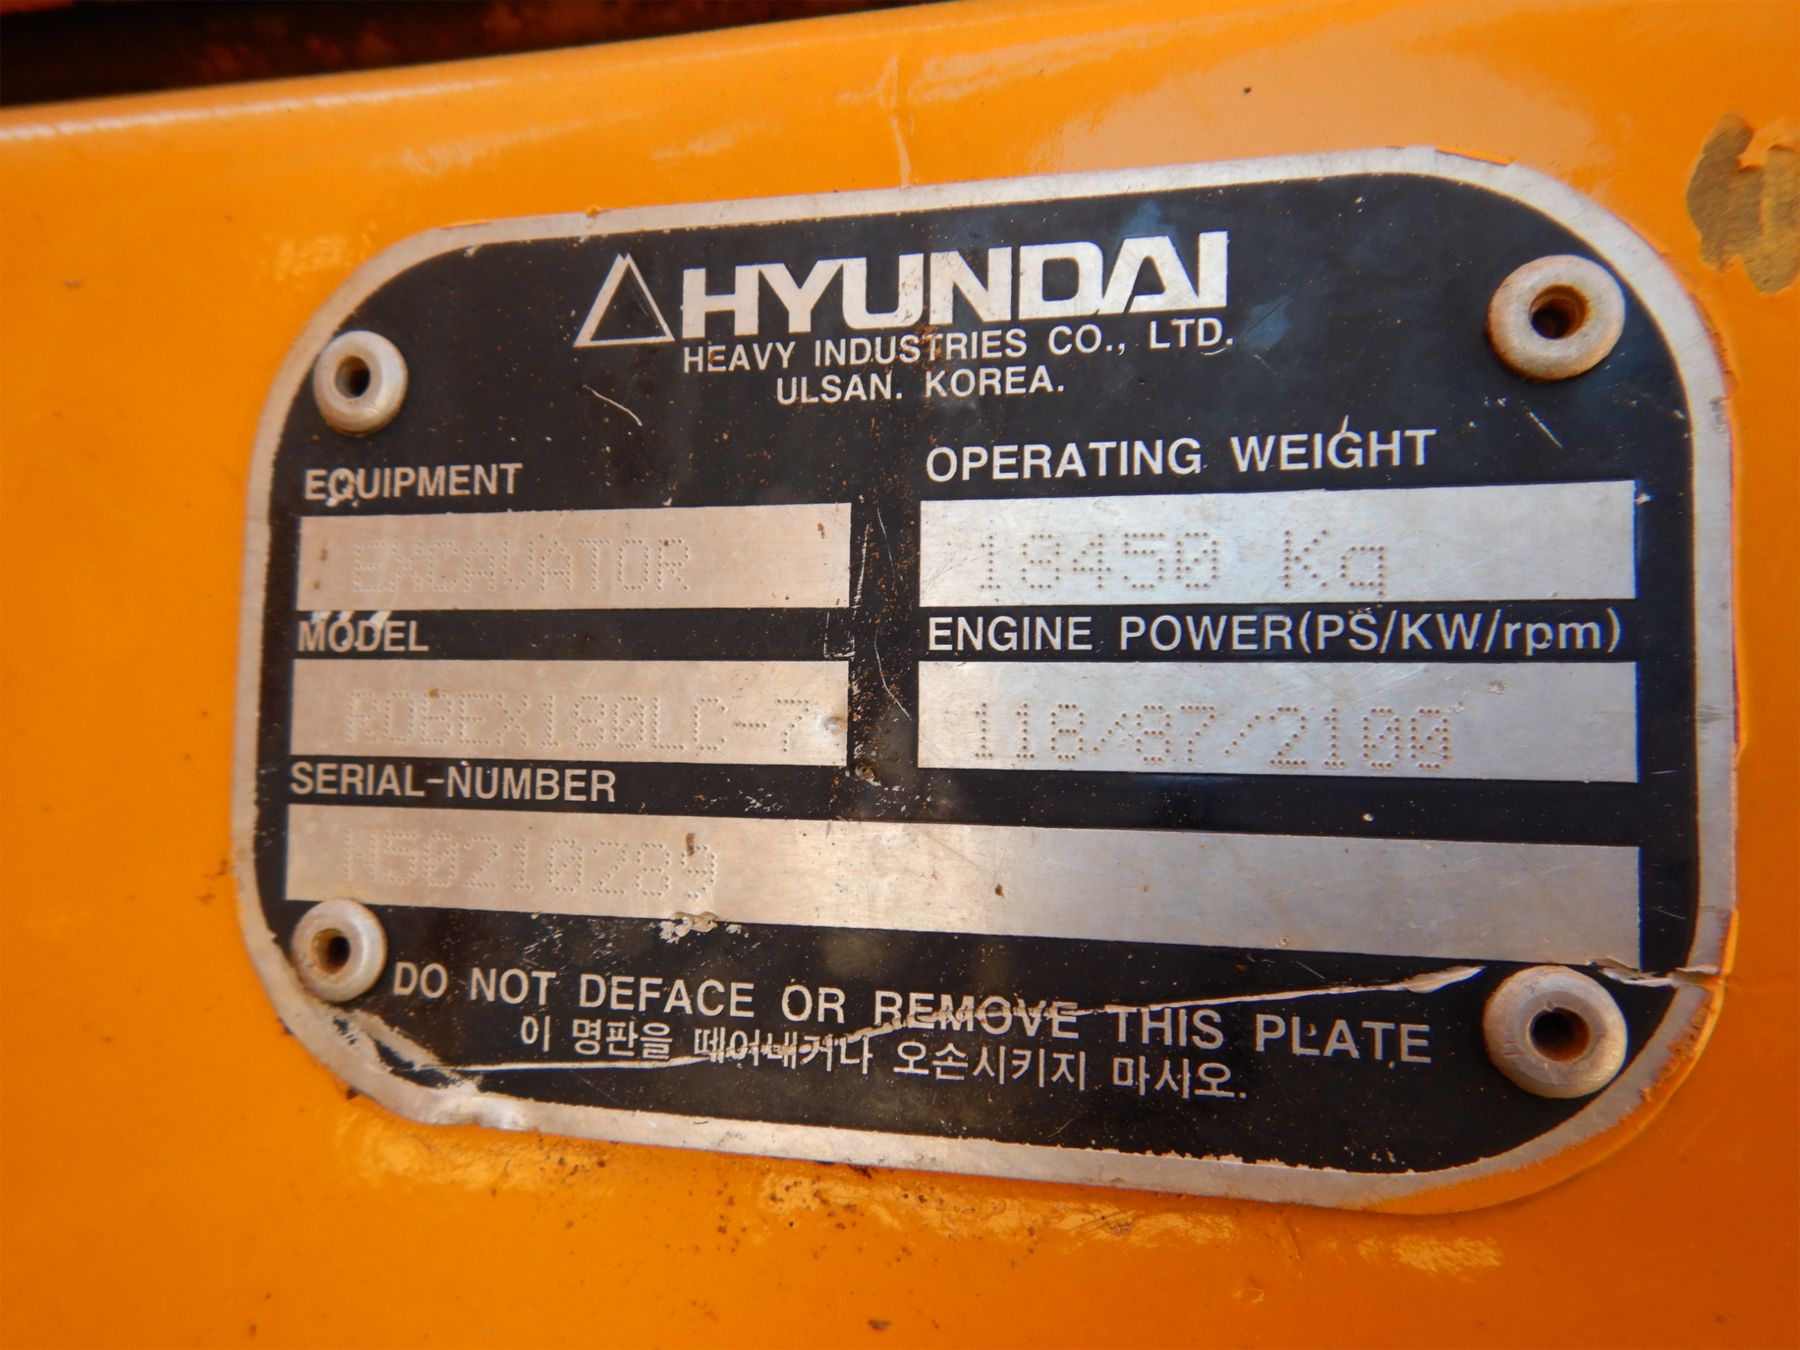 HYUNDAI
HEAVY INDUSTRIES CO., LTD.
ULSAN. KOREA.
EQUIPMENT
EXCAVATOR
OPERATING WEIGHT
18450 Kg
MODEL
ROBEX180LC-7
ENGINE POWER(PS/KW/rpm)
118/87/2100
SERIAL-NUMBER
N50210289
DO NOT DEFACE OR REMOVE THIS PLATE
이 명판을 떼어내거나 오손시키지 마시오.